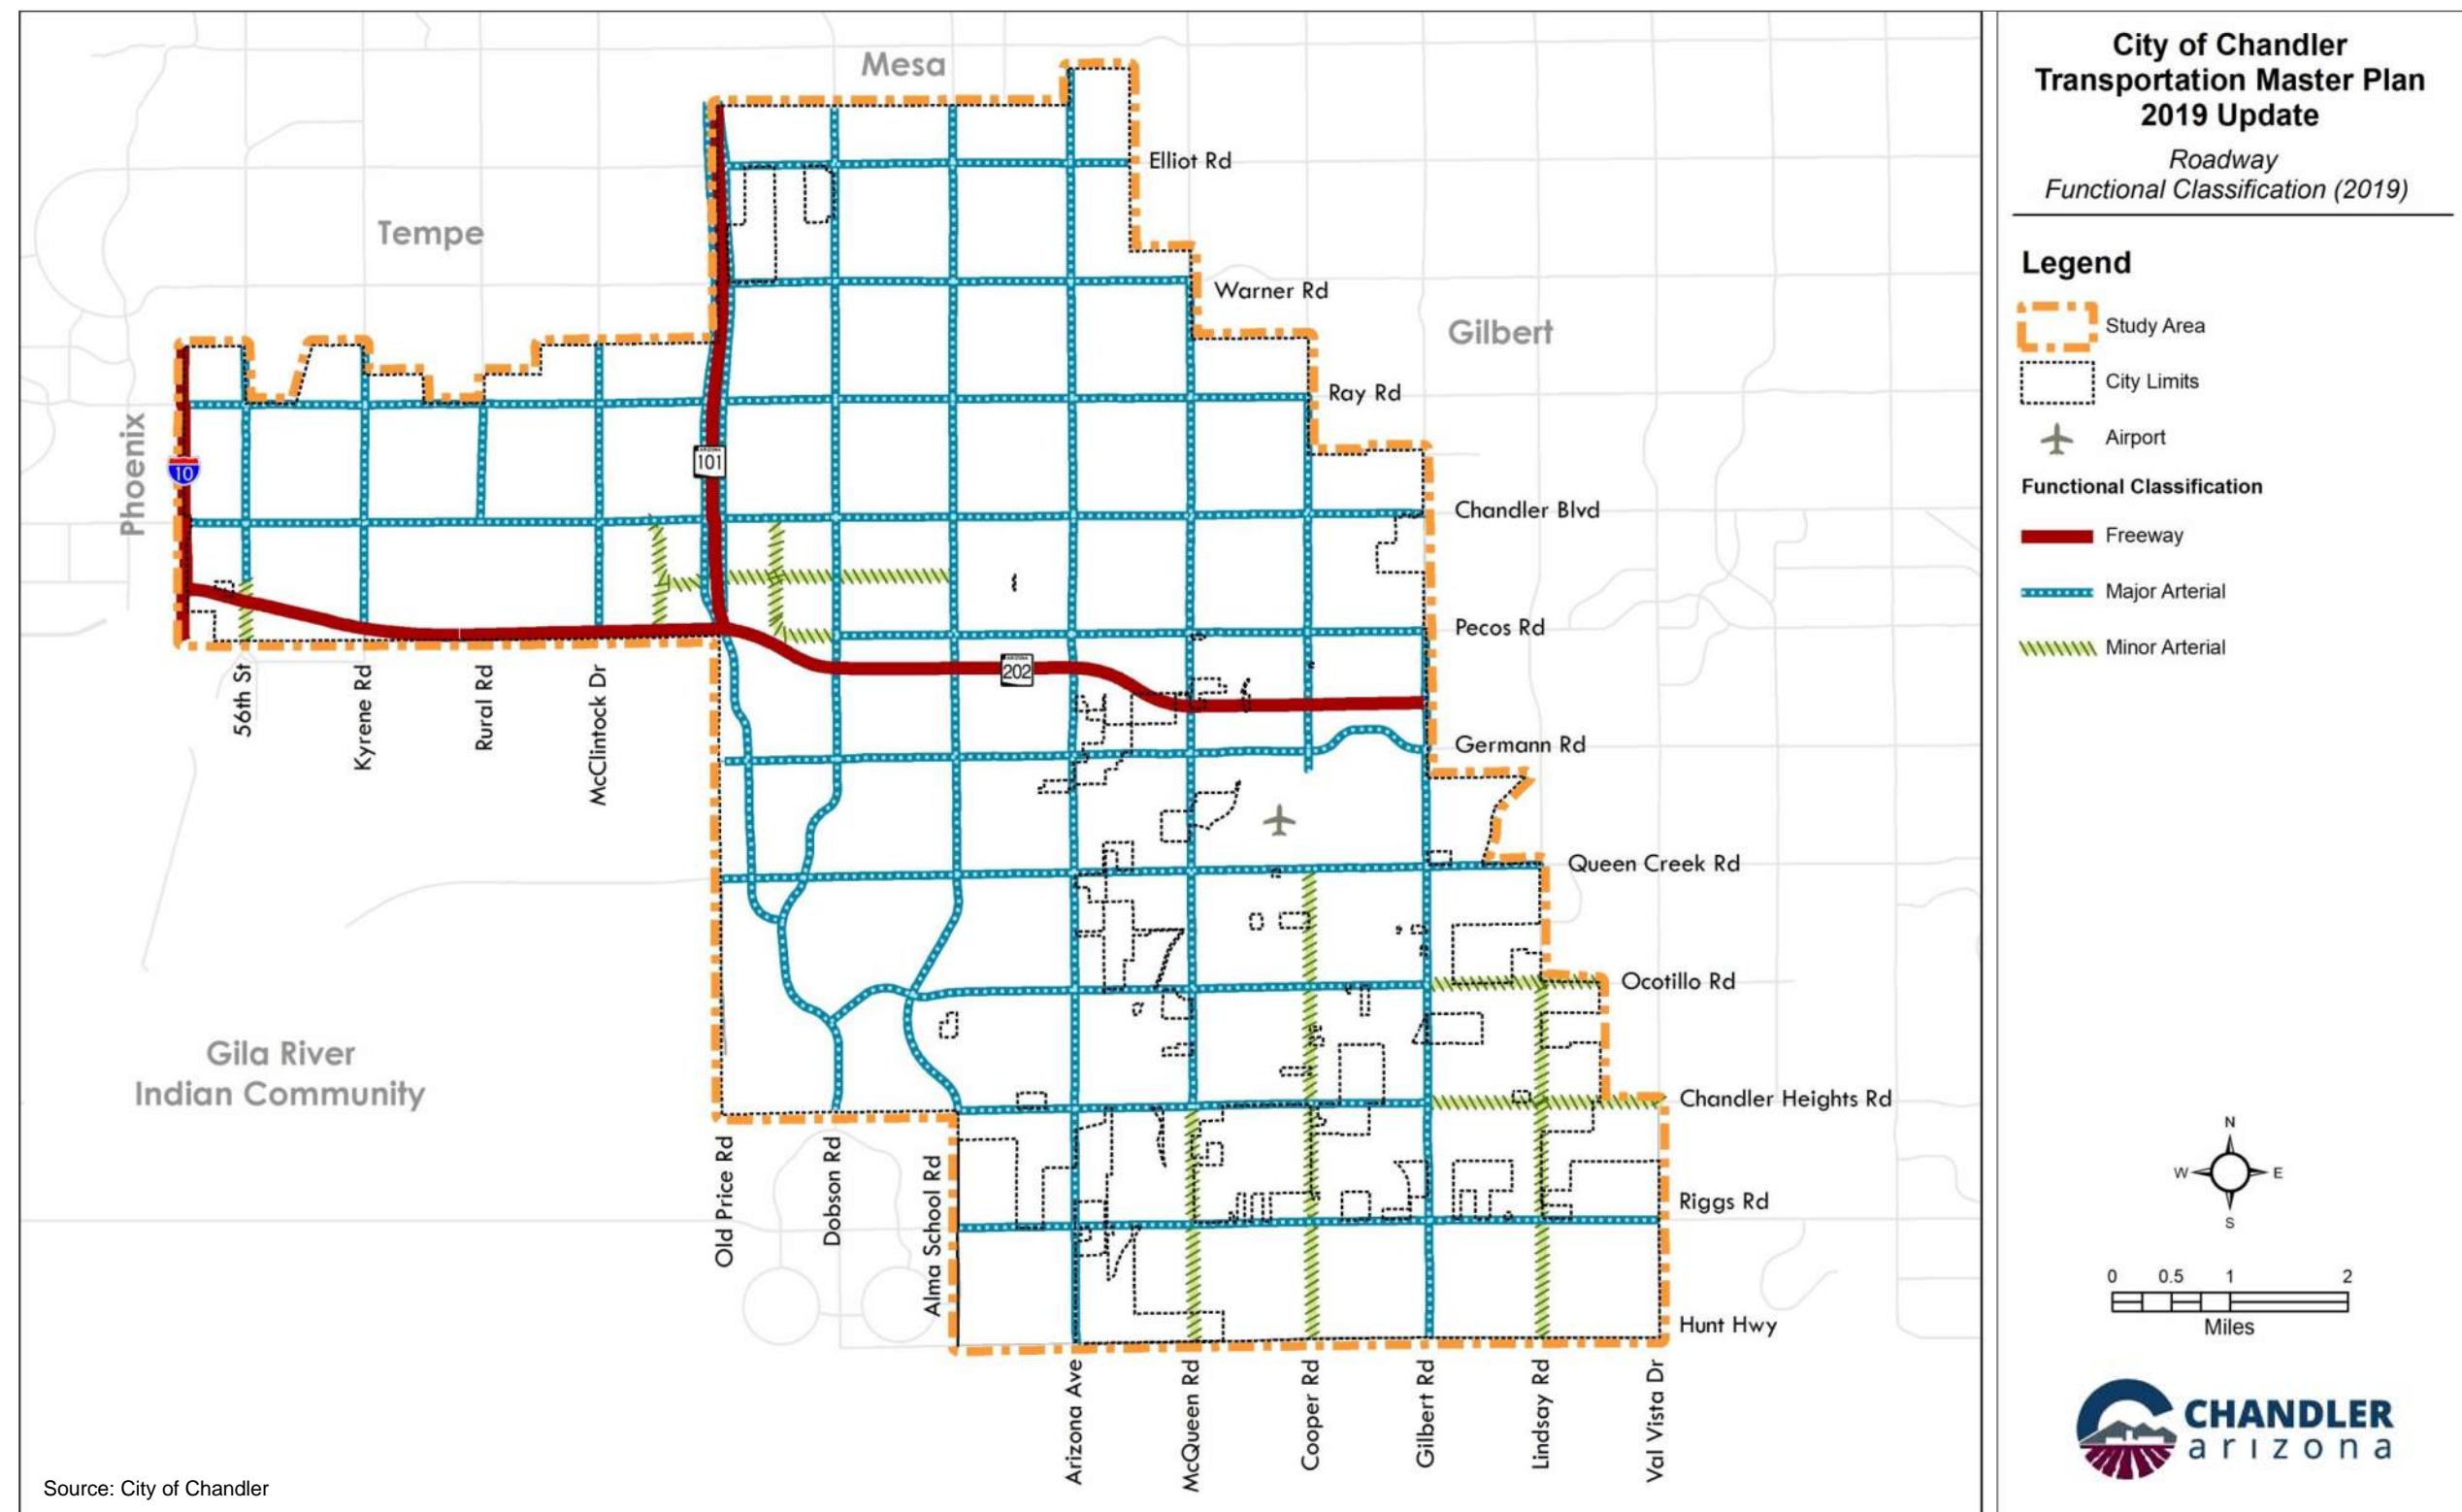 Mesa
Tempe
Phoenix
Gilbert
Gila River
Indian Community
Elliot Rd
Warner Rd
Ray Rd
Chandler Blvd
Pecos Rd
Germann Rd
Queen Creek Rd
Ocotillo Rd
Chandler Heights Rd
Riggs Rd
Hunt Hwy
10
ARIZONA
101
ARIZONA
202
56th St
Kyrene Rd
Rural Rd
McClintock Dr
Old Price Rd
Dobson Rd
Alma School Rd
Arizona Ave
McQueen Rd
Cooper Rd
Gilbert Rd
Lindsay Rd
Val Vista Dr
Source: City of Chandler
City of Chandler
Transportation Master Plan
2019 Update
Roadway
Functional Classification (2019)
Legend
Study Area
City Limits
Airport
Functional Classification
Freeway
Major Arterial
Minor Arterial
N
W E
S
0 0.5 1 2
Miles
CHANDLER
arizona